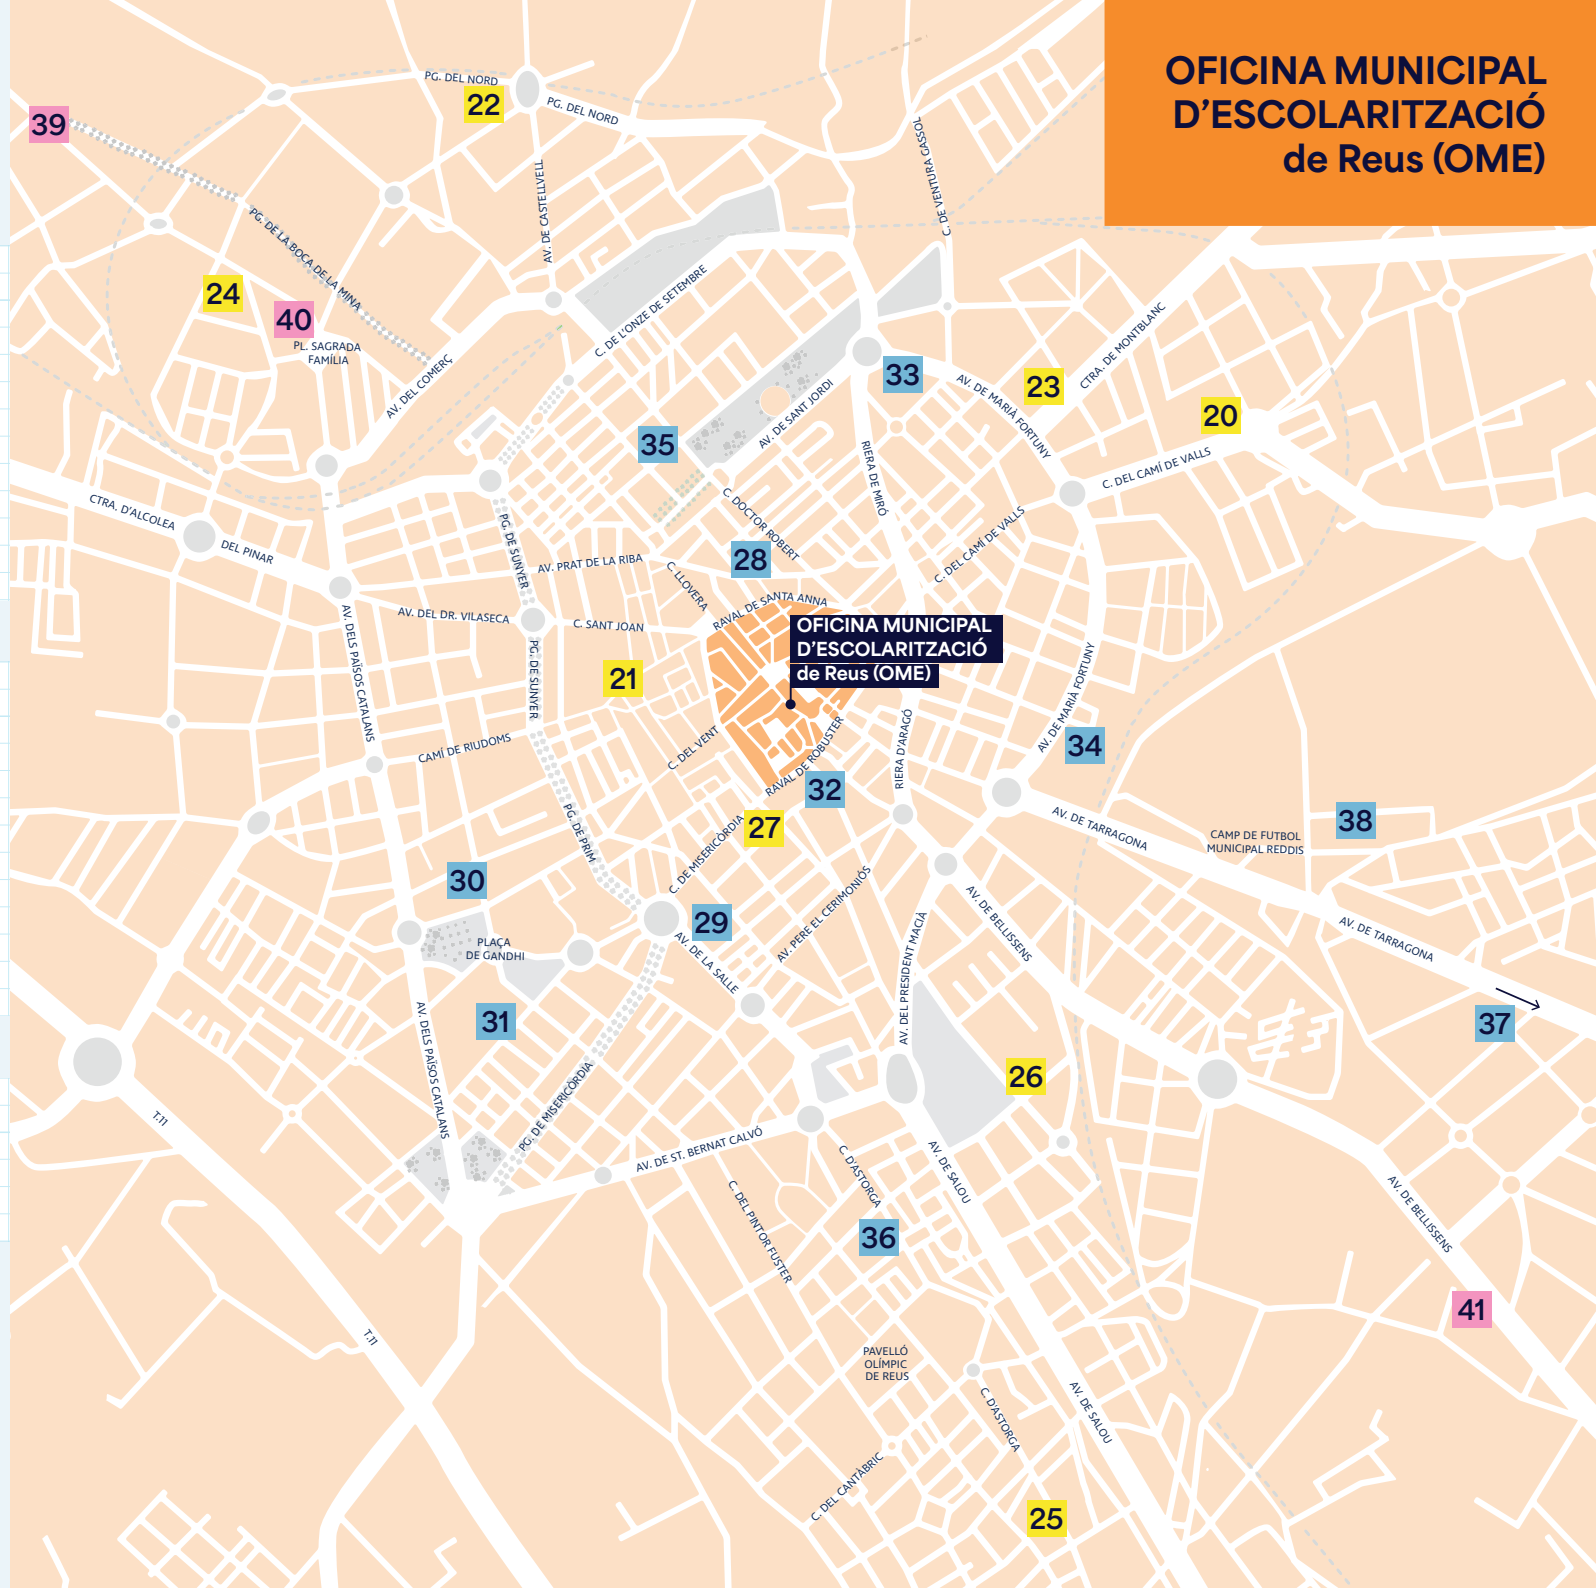 OFICINA MUNICIPAL
D'ESCOLARITZACIÓ
de Reus (OME)
PG. DEL NORD
22
PG. DEL NORD
39
C. DE VENTURA GASSOL
AV. DE CASTELLVELL
PG. DE LA BOCA DE LA MINA
24
40
PL. SAGRADA
FAMÍLIA
C. DE L'ONZE DE SETEMBRE
AV. DEL COMERÇ
33
23
CTRA. DE MONTBLANC
AV. DE MARIÀ FORTUNY
20
AV. DE SANT JORDI
35
RIERA DE MIRÓ
C. DEL CAMÍ DE VALLS
CTRA. D'ALCOLEA
DEL PINAR
PG. DE SUNYER
C. DOCTOR ROBERT
C. DEL CAMÍ DE VALLS
AV. PRAT DE LA RIBA
28
C. LLOVERA
RAVAL DE SANTA ANNA
AV. DEL DR. VILASECA
C. SANT JOAN
OFICINA MUNICIPAL
D'ESCOLARITZACIÓ
de Reus (OME)
AV. DELS PAÏSOS CATALANS
PG. DE SUNYER
21
AV. DE MARIÀ FORTUNY
34
CAMÍ DE RIUDOMS
C. DEL VENT
RAVAL DE ROBUSTER
RIERA D'ARAGÓ
32
27
PG. DE PRIM
C. DE MISERICÒRDIA
AV. DE TARRAGONA
CAMP DE FUTBOL
MUNICIPAL REDDIS
38
30
29
AV. PERE EL CERIMONIÓS
AV. DE BELLISSENS
AV. DE TARRAGONA
PLAÇA
DE GANDHI
AV. DE LA SALLE
AV. DEL PRESIDENT MACIÀ
31
37
AV. DELS PAÏSOS CATALANS
26
PG. DE MISERICÒRDIA
T.11
AV. DE ST. BERNAT CALVÓ
C. D'ASTORGA
AV. DE SALOU
C. DEL PINTOR FUSTER
36
AV. DE BELLISSENS
41
T.11
PAVELLÓ
OLÍMPIC
DE REUS
C. D'ASTORGA
AV. DE SALOU
C. DEL CANTÀBRIC
25